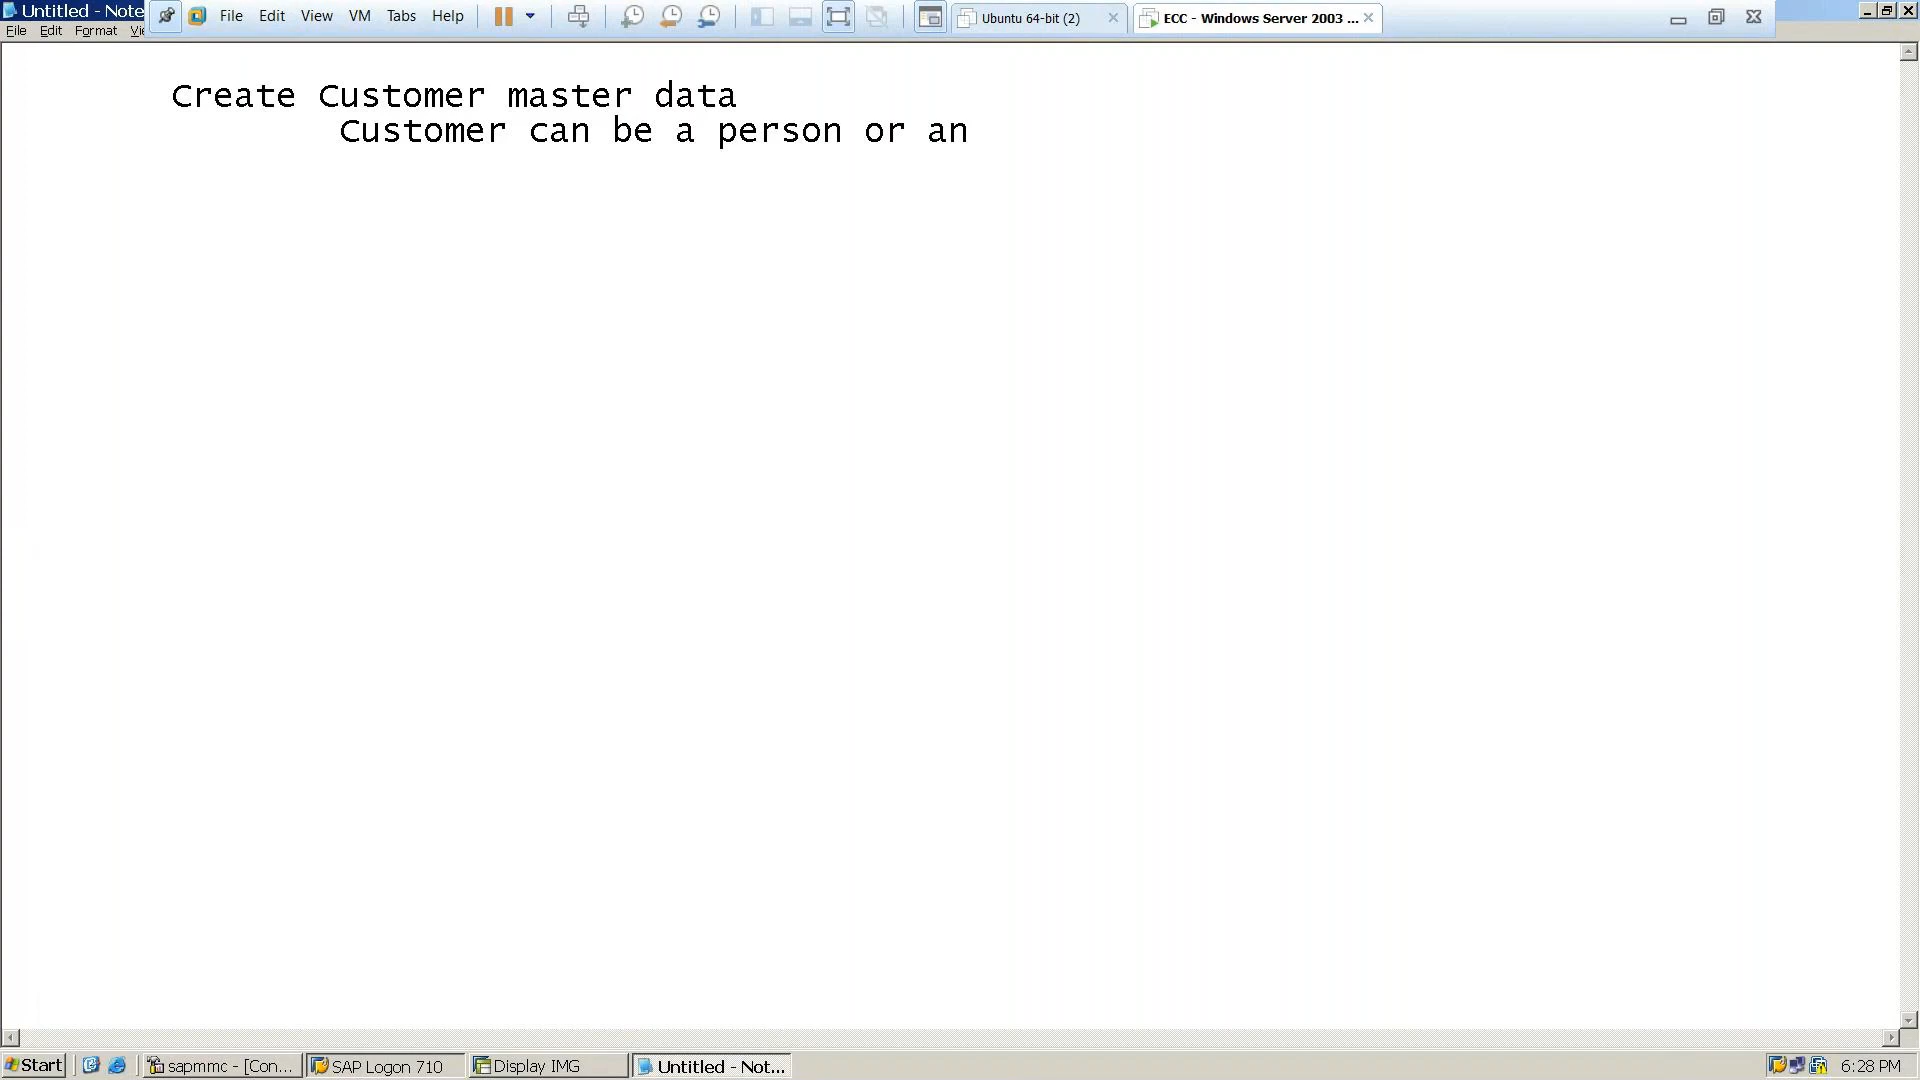 Untitled - Note
File Edit View VM Tabs Help
Ubuntu 64-bit (2)
ECC - Windows Server 2003 ...
File Edit Format Vi
Create Customer master data
Customer can be a person or an
Start
sapmmc - [Con...
SAP Logon 710
Display IMG
Untitled - Not...
6:28 PM